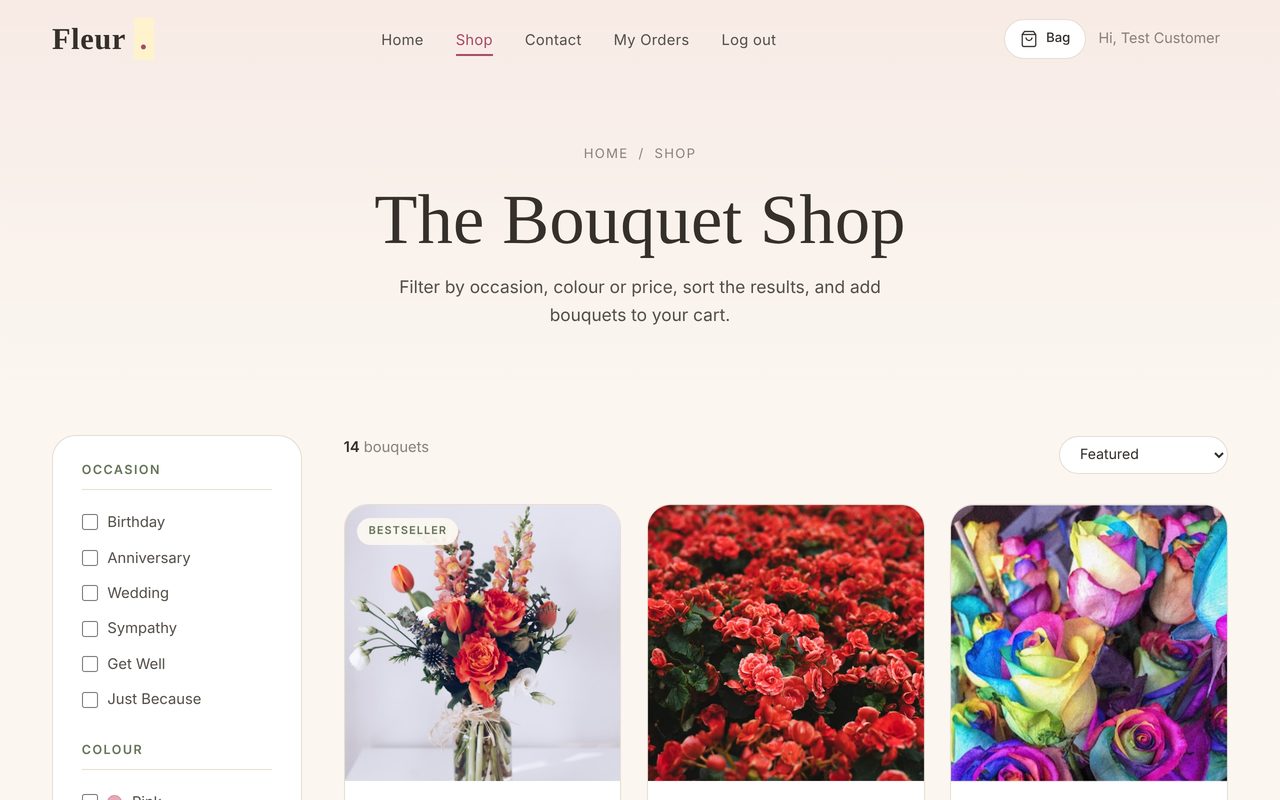 Fleur .
Home Shop Contact My Orders Log out
Bag
Hi, Test Customer
HOME / SHOP
The Bouquet Shop
Filter by occasion, colour or price, sort the results, and add
bouquets to your cart.
14 bouquets
Featured
OCCASION
Birthday
Anniversary
Wedding
Sympathy
Get Well
Just Because
COLOUR
Pink
BESTSELLER